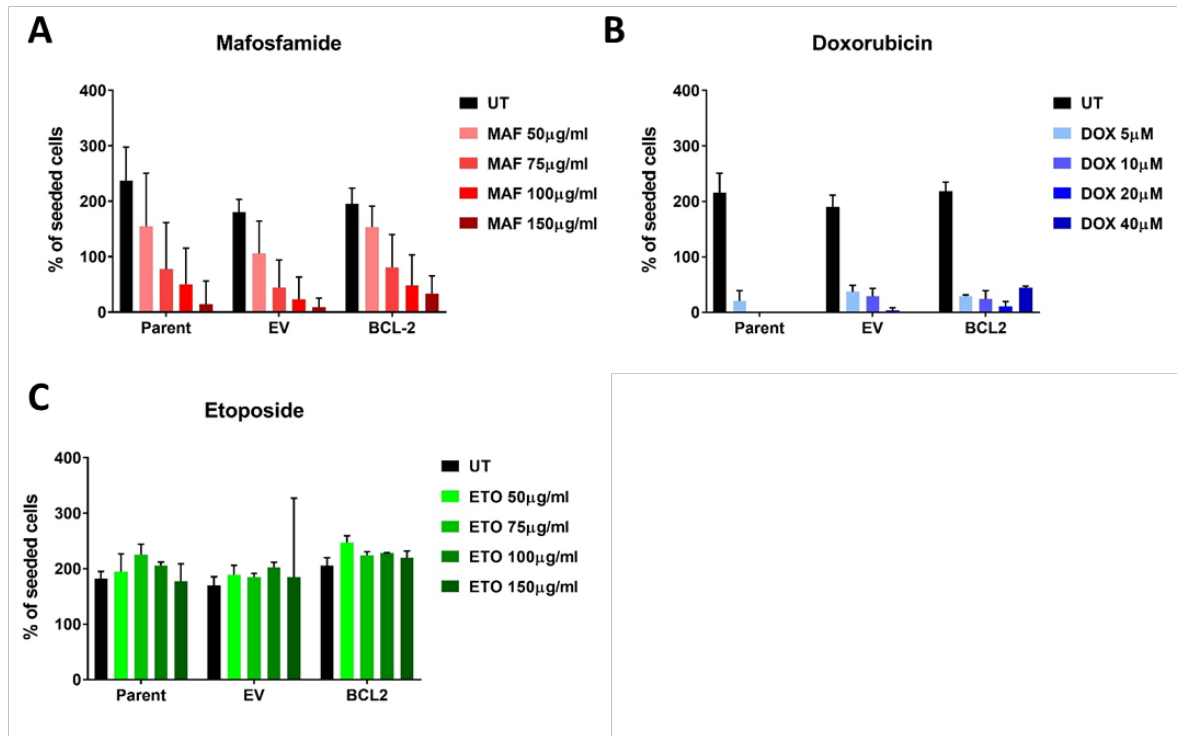 A
Mafosfamide
% of seeded cells
400
300
200
100
0
Parent
EV
BCL-2
UT
MAF 50μg/ml
MAF 75μg/ml
MAF 100μg/ml
MAF 150μg/ml
B
Doxorubicin
% of seeded cells
400
300
200
100
0
Parent
EV
BCL2
UT
DOX 5μM
DOX 10μM
DOX 20μM
DOX 40μM
C
Etoposide
% of seeded cells
400
300
200
100
0
Parent
EV
BCL2
UT
ETO 50μg/ml
ETO 75μg/ml
ETO 100μg/ml
ETO 150μg/ml